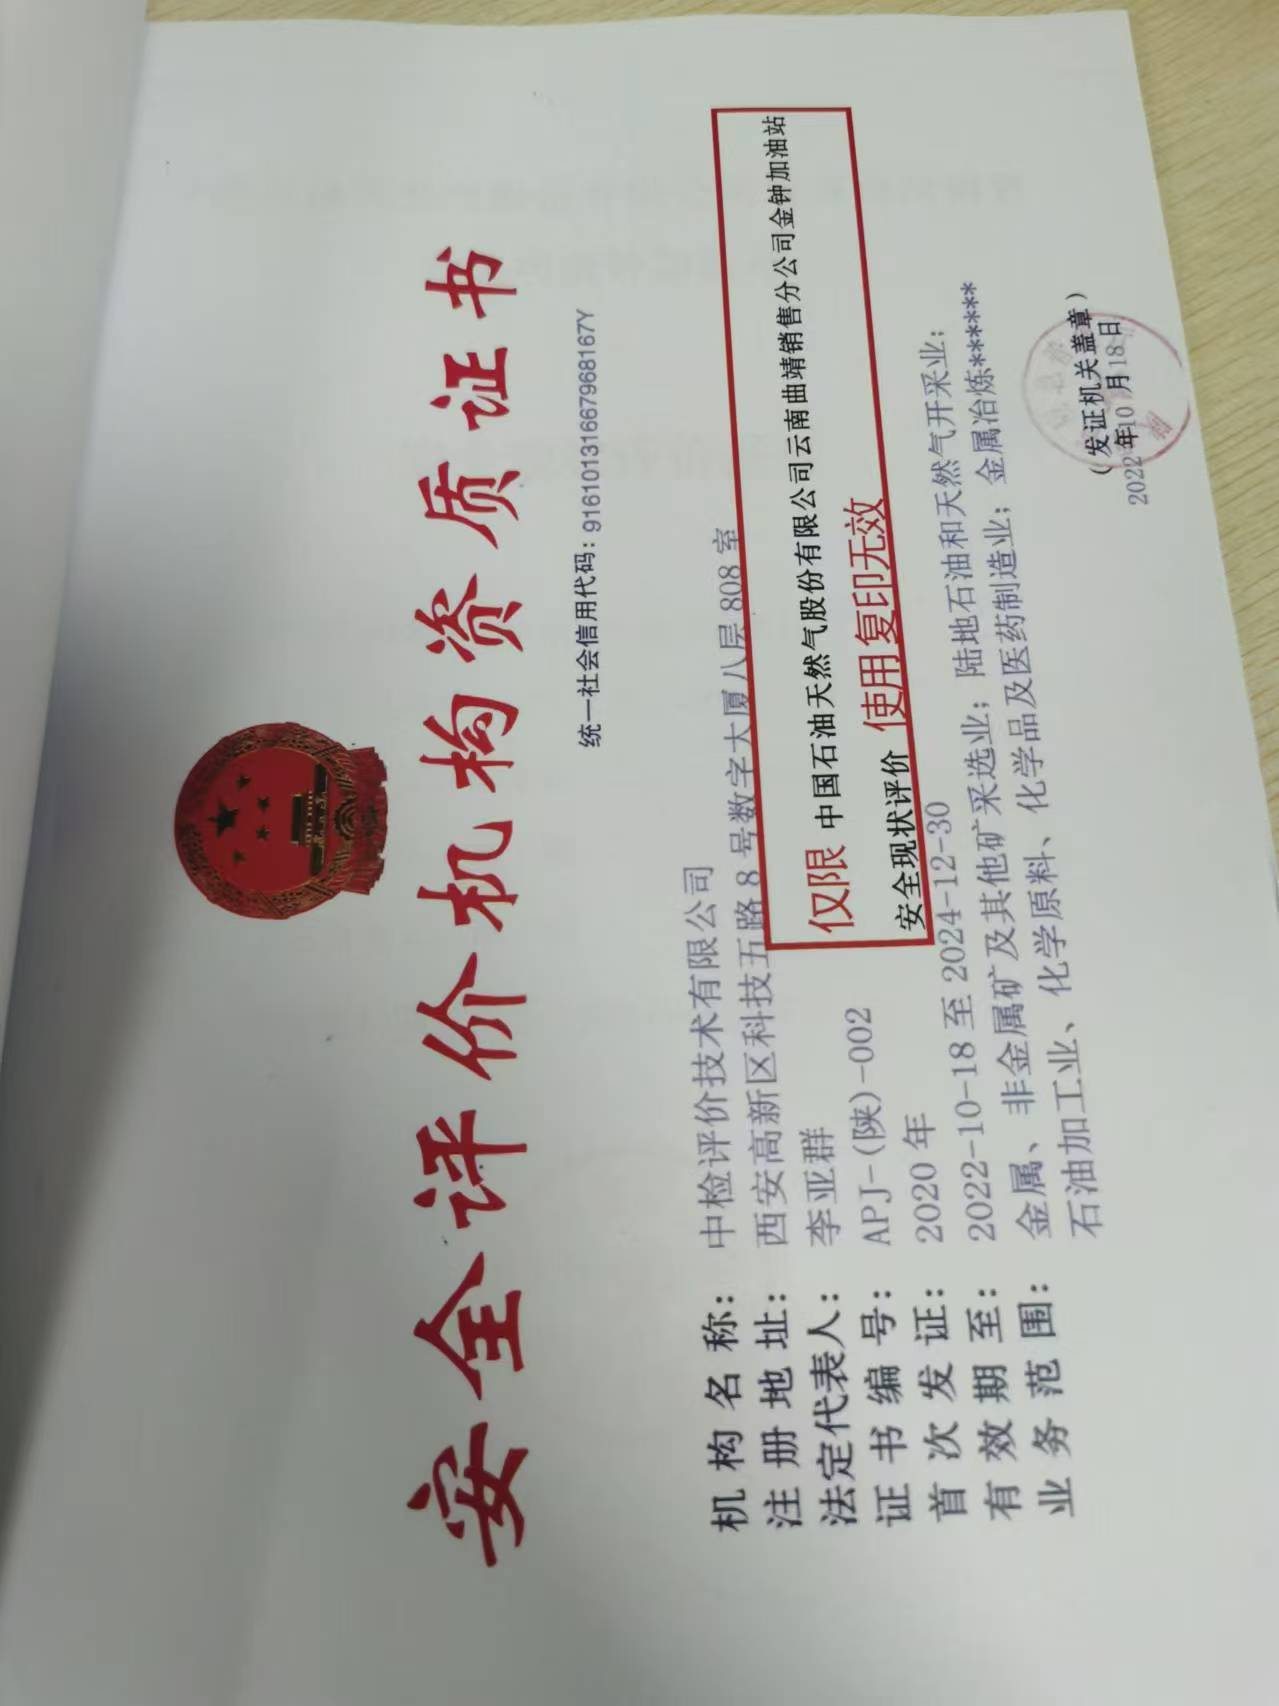 安全评价机构资质证书
统一社会信用代码：91610131667968167Y
机构名称：中检评价技术有限公司
注册地址：西安高新区科技五路8号数字大厦八层808室
法定代表人：李亚群
证书编号：APJ-(陕)-002
首次发证：2020年
有效期至：2022-10-18至2024-12-30
业务范围：金属、非金属矿及其他矿采选业；陆地石油和天然气开采业；
石油加工业、化学原料、化学品及医药制造业；金属冶炼******
仅限 中国石油天然气股份有限公司云南曲靖销售分公司金钟加油站
安全现状评价 使用复印无效
（发证机关盖章）
2022年10月18日